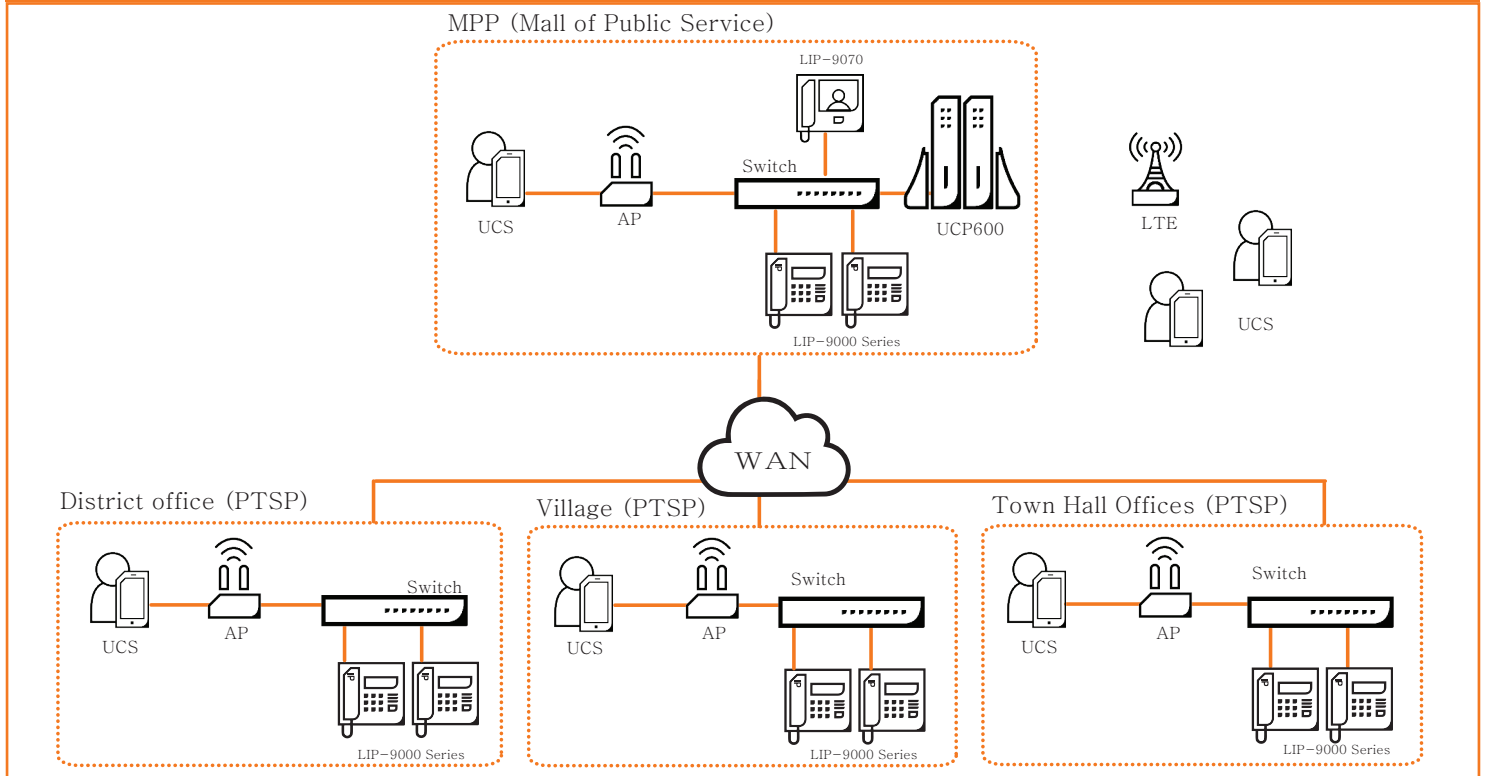 MPP (Mall of Public Service)
LIP-9070
Switch
UCS
AP
UCP600
LTE
UCS
LIP-9000 Series
WAN
District office (PTSP)
Switch
UCS
AP
LIP-9000 Series
Village (PTSP)
Switch
UCS
AP
LIP-9000 Series
Town Hall Offices (PTSP)
Switch
UCS
AP
LIP-9000 Series